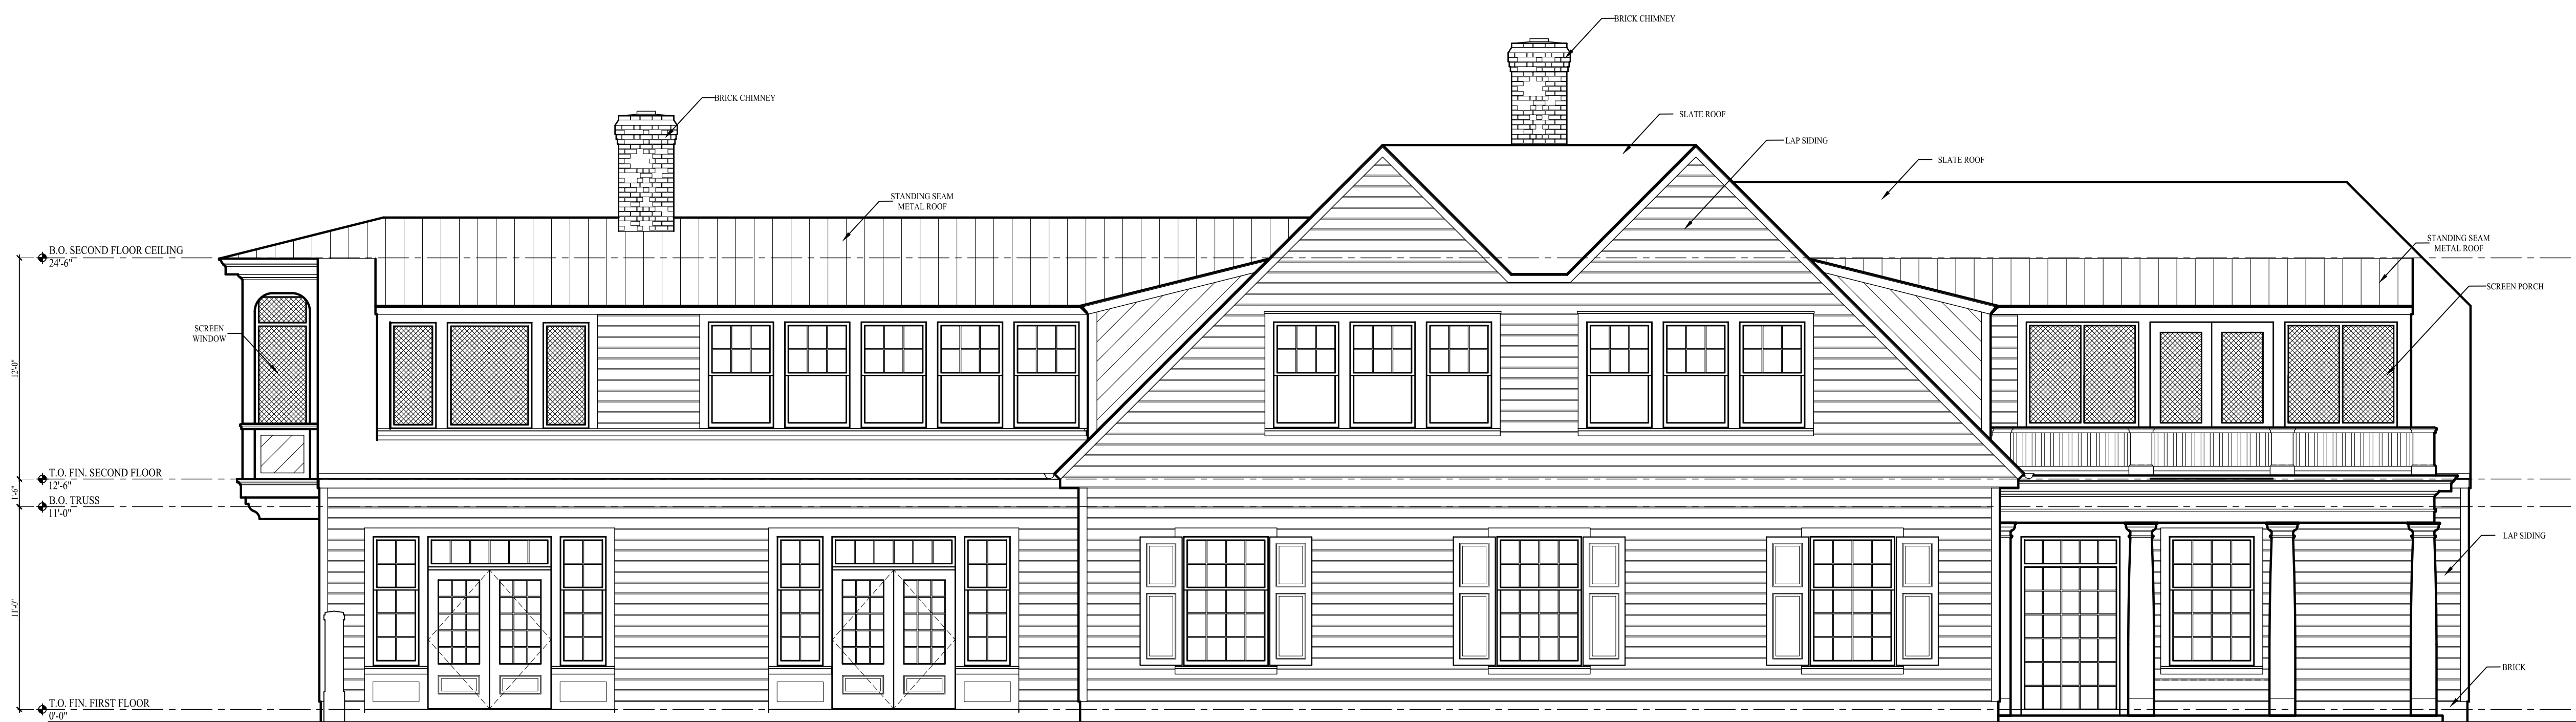 BRICK CHIMNEY
BRICK CHIMNEY
SLATE ROOF
LAP SIDING
SLATE ROOF
STANDING SEAM
METAL ROOF
STANDING SEAM
METAL ROOF
B.O. SECOND FLOOR CEILING
24'-6"
SCREEN PORCH
SCREEN
WINDOW
12'-0"
T.O. FIN. SECOND FLOOR
12'-6"
1'-6"
B.O. TRUSS
11'-0"
LAP SIDING
11'-0"
BRICK
T.O. FIN. FIRST FLOOR
0'-0"